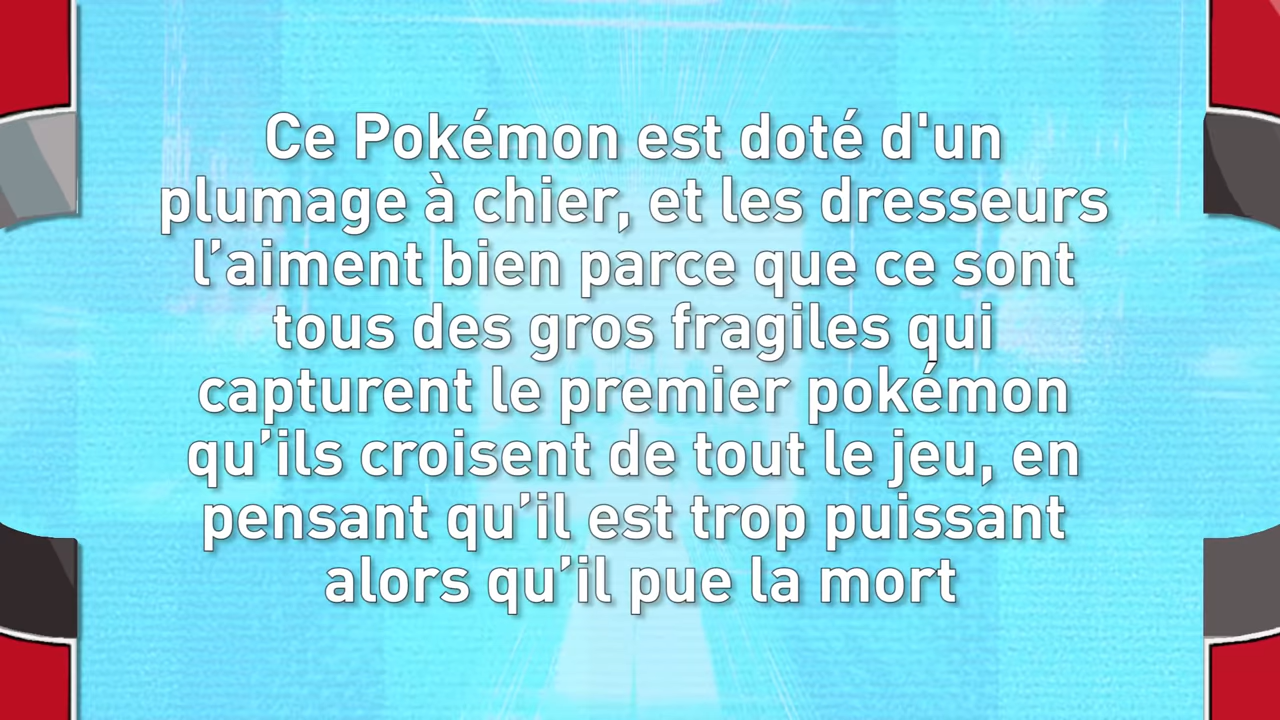 Ce Pokémon est doté d'un
plumage à chier, et les dresseurs
l’aiment bien parce que ce sont
tous des gros fragiles qui
capturent le premier pokémon
qu’ils croisent de tout le jeu, en
pensant qu’il est trop puissant
alors qu’il pue la mort